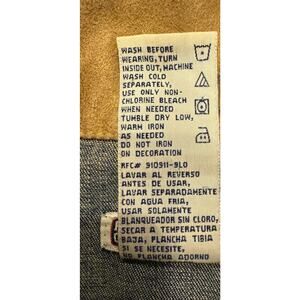 WASH BEFORE
WEARING, TURN
INSIDE OUT, MACHINE
WASH COLD
SEPARATELY,
USE ONLY NON-
CHLORINE BLEACH
WHEN NEEDED
TUMBLE DRY LOW,
WARM IRON
AS NEEDED
DO NOT IRON
ON DECORATION
RFC# 910911-9L0
LAVAR AL REVERSO
ANTES DE USAR,
LAVAR SEPARADAMENTE
CON AGUA FRIA,
USAR SOLAMENTE
BLANQUEADOR SIN CLORO,
SECAR A TEMPERATURA
BAJA, PLANCHA TIBIA
SI SE NECESITE,
NO PLANCHA ADORNO